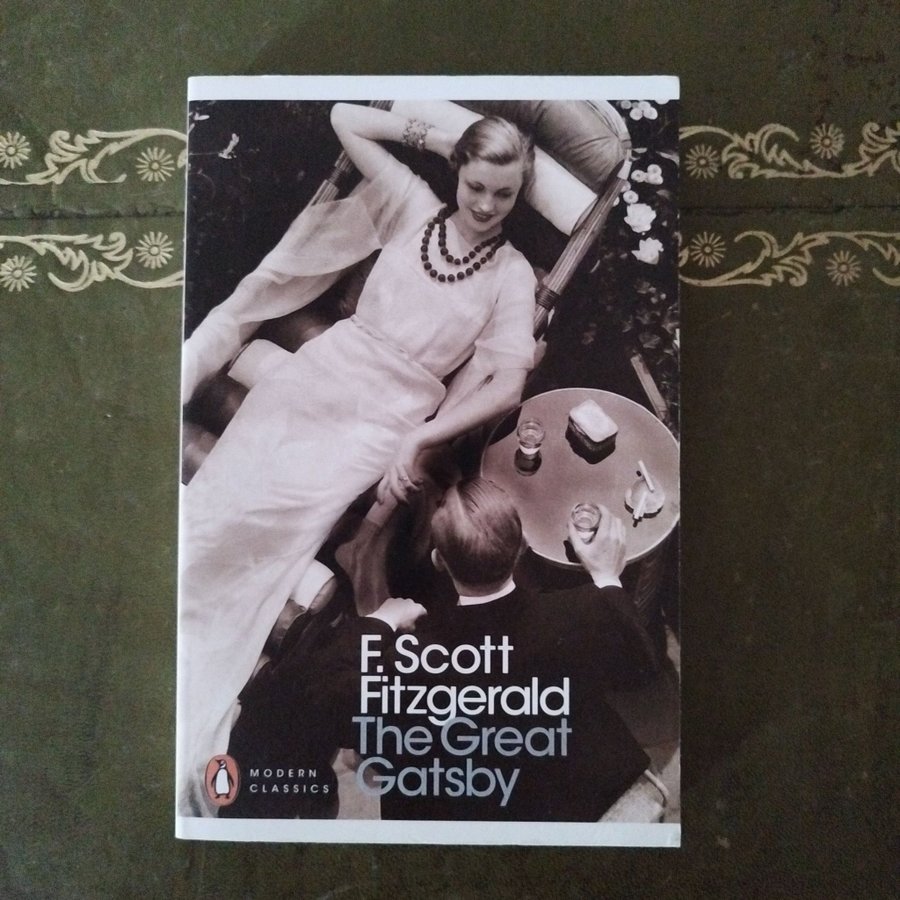 F. Scott
Fitzgerald
The Great
Gatsby
MODERN
CLASSICS